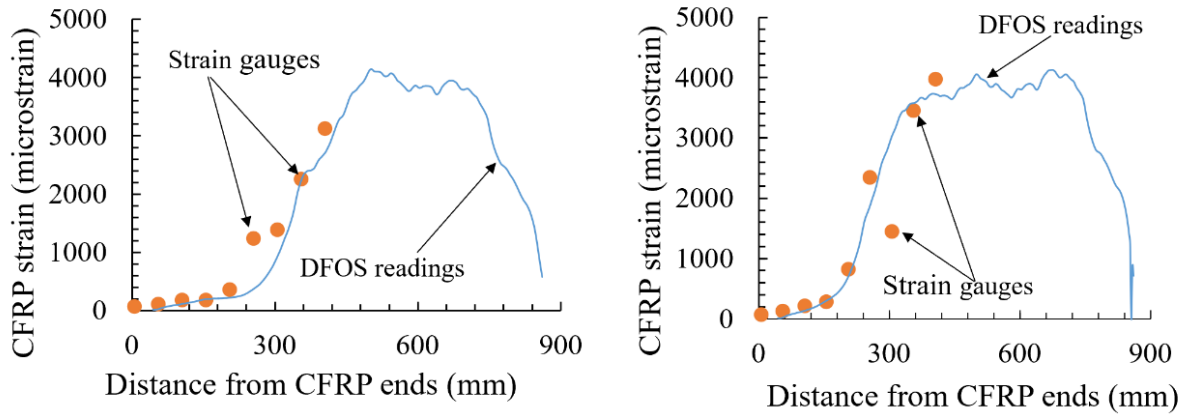 CFRP strain (microstrain)
5000
4000
3000
2000
1000
0
Strain gauges
DFOS readings
0
300
600
900
Distance from CFRP ends (mm)
CFRP strain (microstrain)
5000
4000
3000
2000
1000
0
DFOS readings
Strain gauges
0
300
600
900
Distance from CFRP ends (mm)